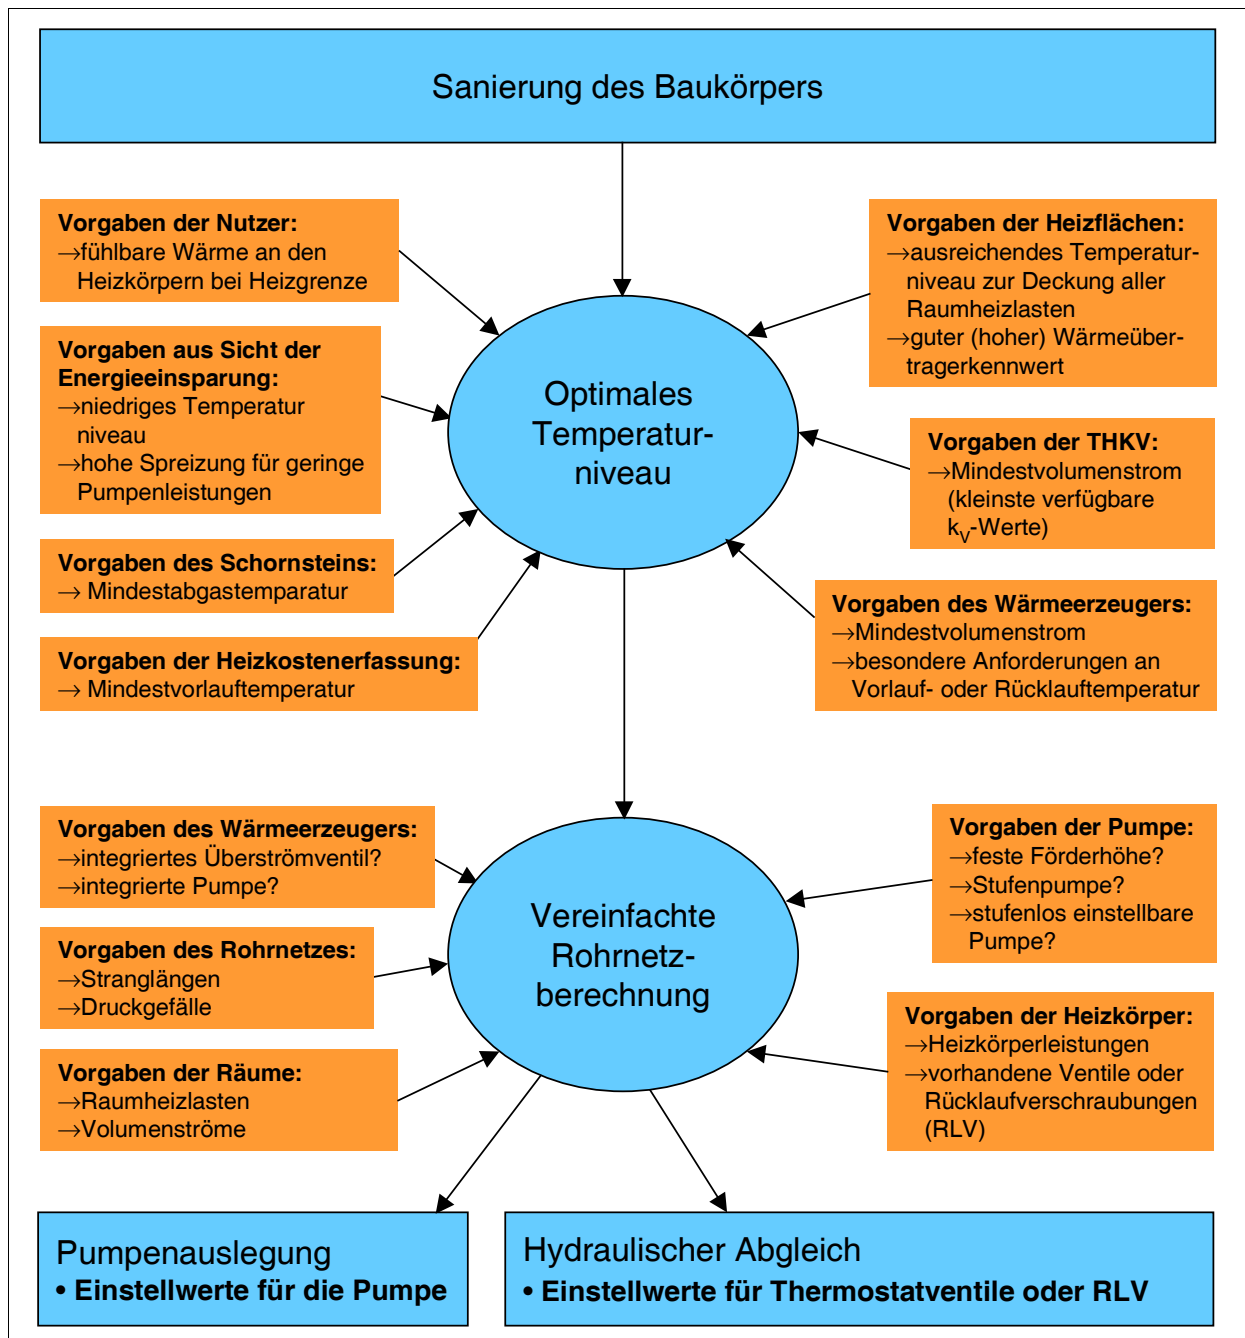 Sanierung des Baukörpers
Vorgaben der Nutzer:
→fühlbare Wärme an den
Heizkörpern bei Heizgrenze
Vorgaben aus Sicht der
Energieeinsparung:
→niedriges Temperatur
niveau
→hohe Spreizung für geringe
Pumpenleistungen
Vorgaben des Schornsteins:
→ Mindestabgastemparatur
Vorgaben der Heizkostenerfassung:
→ Mindestvorlauftemperatur
Optimales
Temperatur-
niveau
Vorgaben der Heizflächen:
→ausreichendes Temperatur-
niveau zur Deckung aller
Raumheizlasten
→guter (hoher) Wärmeüber-
tragerkennwert
Vorgaben der THKV:
→Mindestvolumenstrom
(kleinste verfügbare
kV-Werte)
Vorgaben des Wärmeerzeugers:
→Mindestvolumenstrom
→besondere Anforderungen an
Vorlauf- oder Rücklauftemperatur
Vorgaben des Wärmeerzeugers:
→integriertes Überströmventil?
→integrierte Pumpe?
Vorgaben des Rohrnetzes:
→Stranglängen
→Druckgefälle
Vorgaben der Räume:
→Raumheizlasten
→Volumenströme
Vereinfachte
Rohrnetz-
berechnung
Vorgaben der Pumpe:
→feste Förderhöhe?
→Stufenpumpe?
→stufenlos einstellbare
Pumpe?
Vorgaben der Heizkörper:
→Heizkörperleistungen
→vorhandene Ventile oder
Rücklaufverschraubungen
(RLV)
Pumpenauslegung
• Einstellwerte für die Pumpe
Hydraulischer Abgleich
• Einstellwerte für Thermostatventile oder RLV